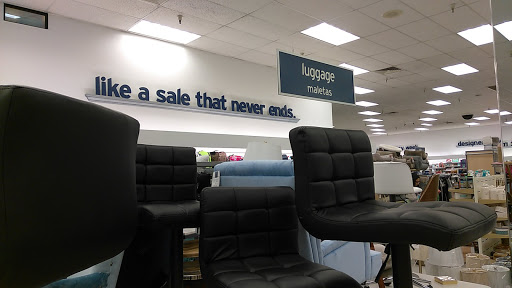 like a sale that never ends.
luggage
maletas
designe